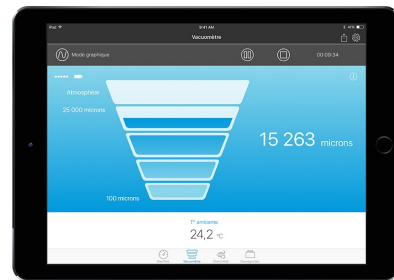 iPad
9:41 AM
Vacuomètre
Mode graphique
00:09:34
Atmosphère
25 000 microns
15 263 microns
100 microns
T° ambiante
24,2 °C
Vacuomètre